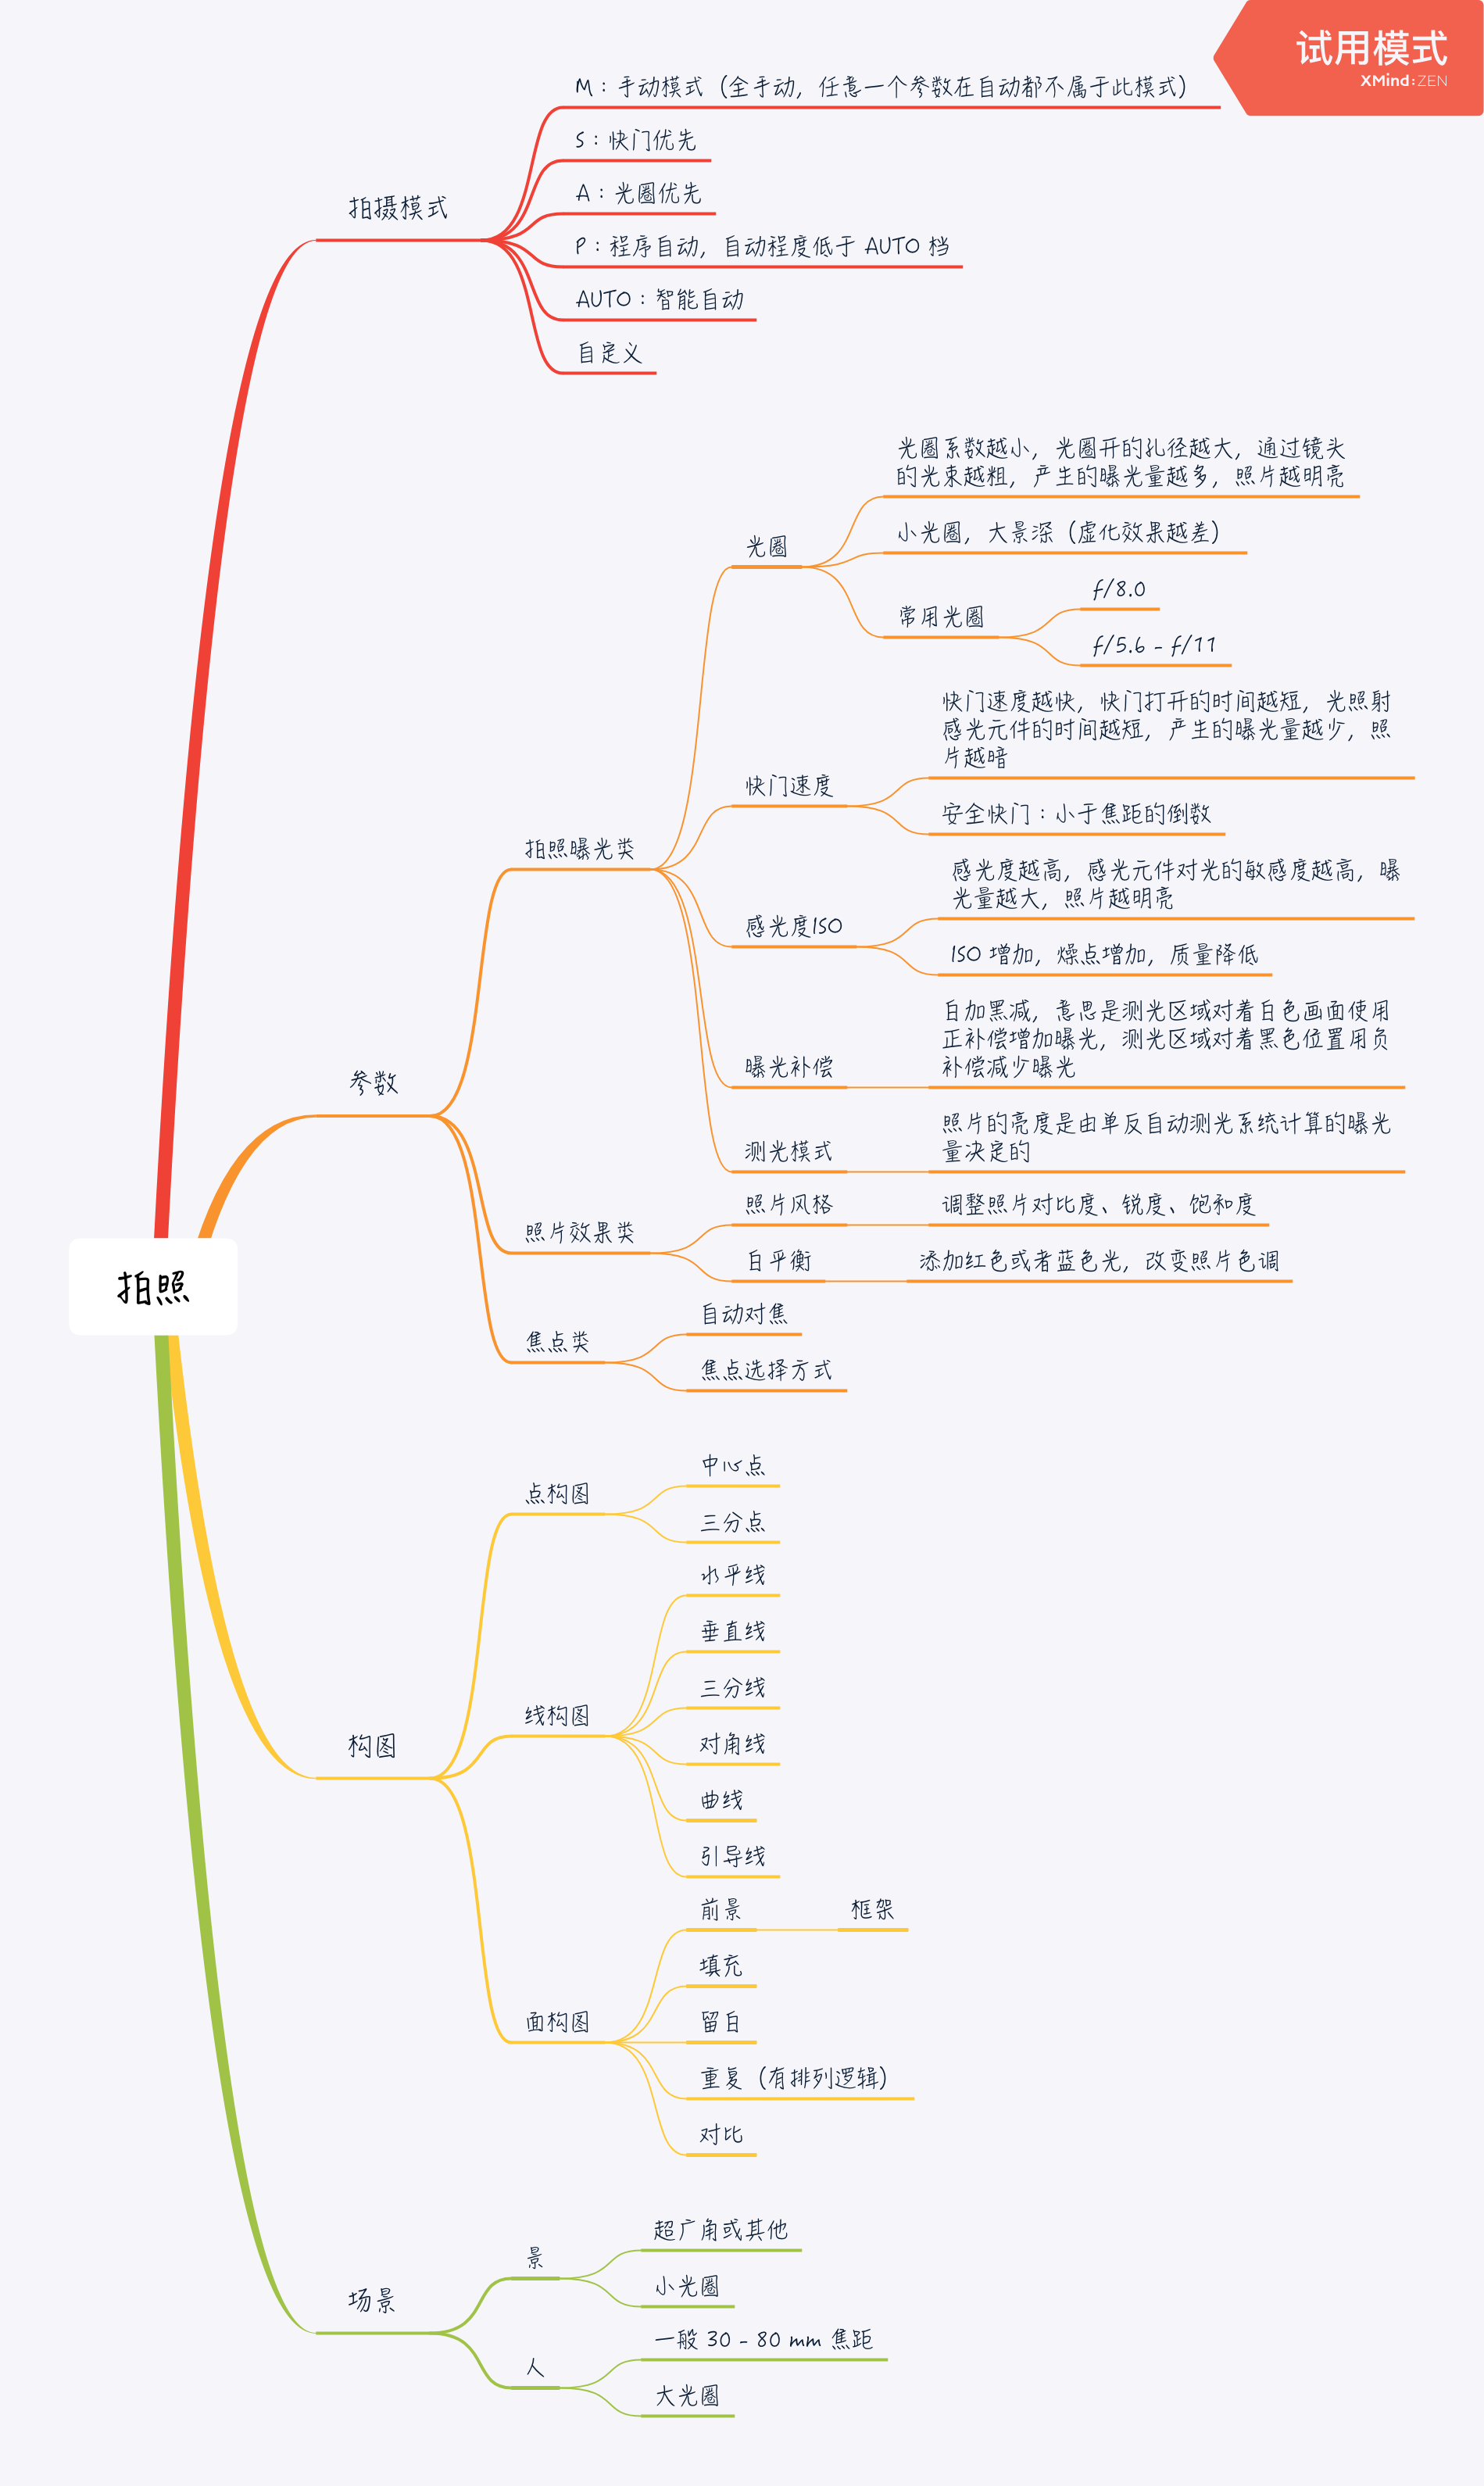 试用模式
XMind:ZEN
拍照
拍摄模式
M：手动模式（全手动，任意一个参数在自动都不属于此模式）
S：快门优先
A：光圈优先
P：程序自动，自动程度低于 AUTO 档
AUTO：智能自动
自定义
参数
拍照曝光类
光圈
光圈系数越小，光圈开的孔径越大，通过镜头
的光束越粗，产生的曝光量越多，照片越明亮
小光圈，大景深（虚化效果越差）
常用光圈
f/8.0
f/5.6 - f/11
快门速度
快门速度越快，快门打开的时间越短，光照射
感光元件的时间越短，产生的曝光量越少，照
片越暗
安全快门：小于焦距的倒数
感光度ISO
感光度越高，感光元件对光的敏感度越高，曝
光量越大，照片越明亮
ISO 增加，燥点增加，质量降低
曝光补偿
白加黑减，意思是测光区域对着白色画面使用
正补偿增加曝光，测光区域对着黑色位置用负
补偿减少曝光
测光模式
照片的亮度是由单反自动测光系统计算的曝光
量决定的
照片效果类
照片风格
调整照片对比度、锐度、饱和度
白平衡
添加红色或者蓝色光，改变照片色调
焦点类
自动对焦
焦点选择方式
构图
点构图
中心点
三分点
线构图
水平线
垂直线
三分线
对角线
曲线
引导线
面构图
前景
框架
填充
留白
重复（有排列逻辑）
对比
场景
景
超广角或其他
小光圈
人
一般 30 - 80 mm 焦距
大光圈